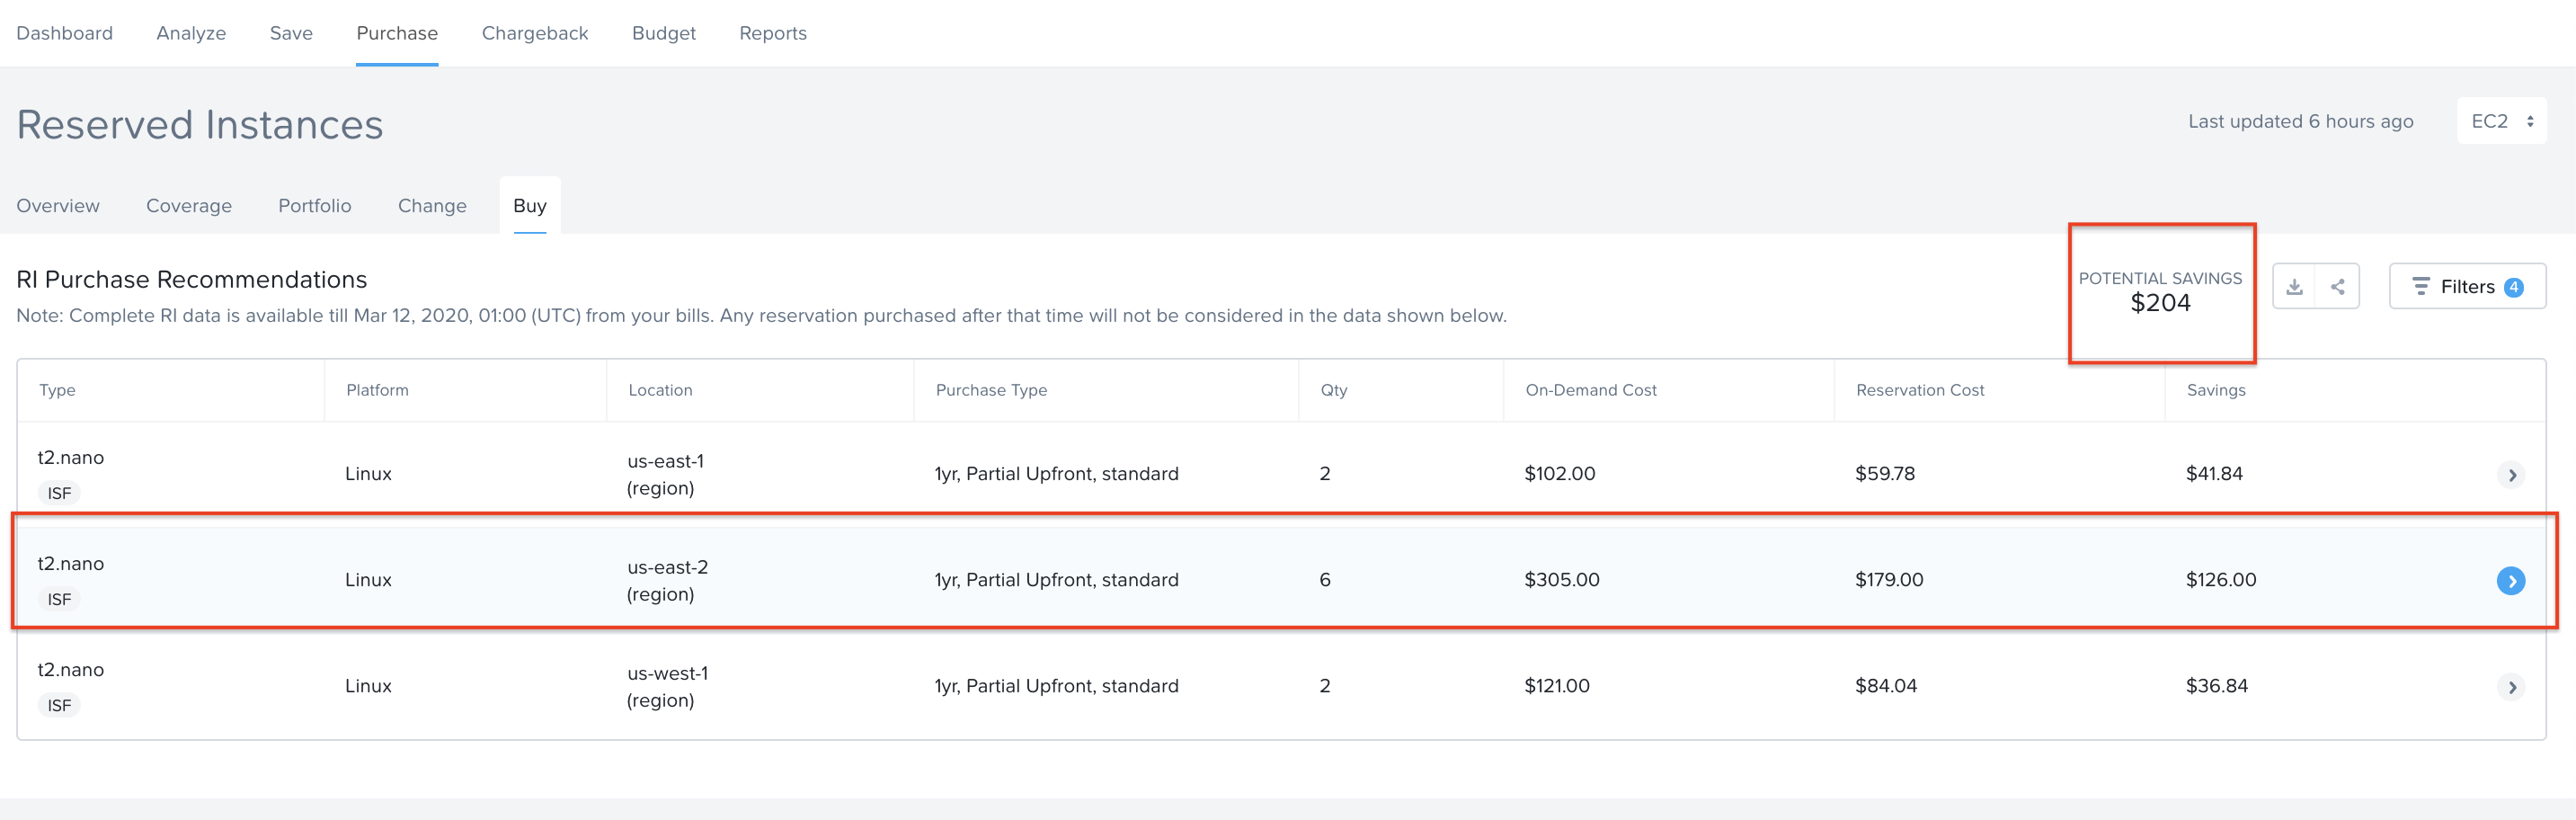 Dashboard Analyze Save Purchase Chargeback Budget Reports
Reserved Instances
Last updated 6 hours ago EC2
Overview Coverage Portfolio Change Buy
RI Purchase Recommendations
Note: Complete RI data is available till Mar 12, 2020, 01:00 (UTC) from your bills. Any reservation purchased after that time will not be considered in the data shown below.
POTENTIAL SAVINGS
$204
Filters 4
Type Platform Location Purchase Type Qty On-Demand Cost Reservation Cost Savings
t2.nano
ISF
Linux
us-east-1
(region)
1yr, Partial Upfront, standard
2
$102.00
$59.78
$41.84
t2.nano
ISF
Linux
us-east-2
(region)
1yr, Partial Upfront, standard
6
$305.00
$179.00
$126.00
t2.nano
ISF
Linux
us-west-1
(region)
1yr, Partial Upfront, standard
2
$121.00
$84.04
$36.84